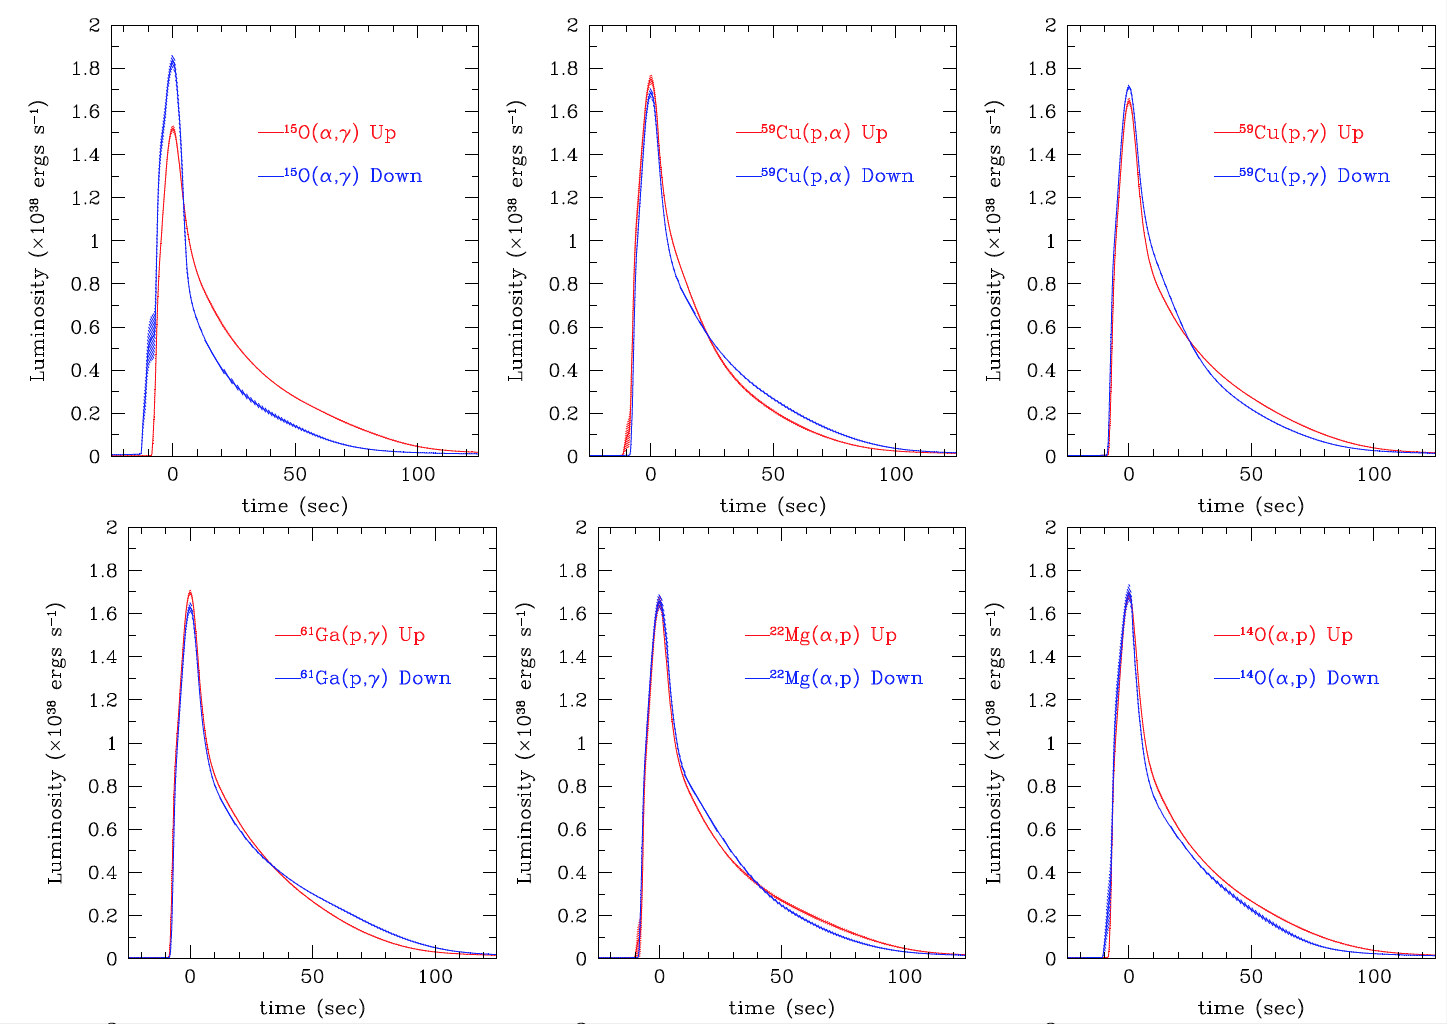 2
1.8
1.6
1.4
1.2
1
0.8
0.6
0.4
0.2
0
Luminosity (×10³⁸ ergs s⁻¹)
¹⁵O(α,γ) Up
¹⁵O(α,γ) Down
0 50 100
time (sec)
2
1.8
1.6
1.4
1.2
1
0.8
0.6
0.4
0.2
0
Luminosity (×10³⁸ ergs s⁻¹)
⁵⁹Cu(p,α) Up
⁵⁹Cu(p,α) Down
0 50 100
time (sec)
2
1.8
1.6
1.4
1.2
1
0.8
0.6
0.4
0.2
0
Luminosity (×10³⁸ ergs s⁻¹)
⁵⁹Cu(p,γ) Up
⁵⁹Cu(p,γ) Down
0 50 100
time (sec)
2
1.8
1.6
1.4
1.2
1
0.8
0.6
0.4
0.2
0
Luminosity (×10³⁸ ergs s⁻¹)
⁶¹Ga(p,γ) Up
⁶¹Ga(p,γ) Down
0 50 100
time (sec)
2
1.8
1.6
1.4
1.2
1
0.8
0.6
0.4
0.2
0
Luminosity (×10³⁸ ergs s⁻¹)
²²Mg(α,p) Up
²²Mg(α,p) Down
0 50 100
time (sec)
2
1.8
1.6
1.4
1.2
1
0.8
0.6
0.4
0.2
0
Luminosity (×10³⁸ ergs s⁻¹)
¹⁴O(α,p) Up
¹⁴O(α,p) Down
0 50 100
time (sec)